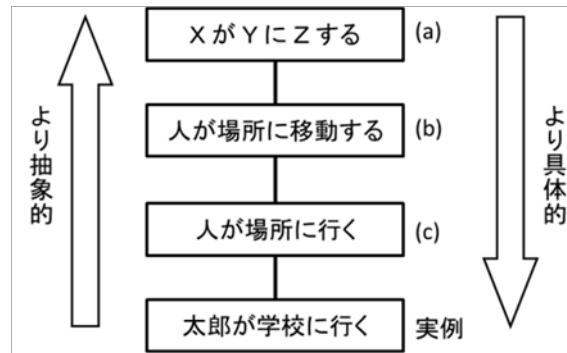 XがYにZする
(a)
人が場所に移動する
(b)
人が場所に行く
(c)
太郎が学校に行く
実例
より抽象的
より具体的